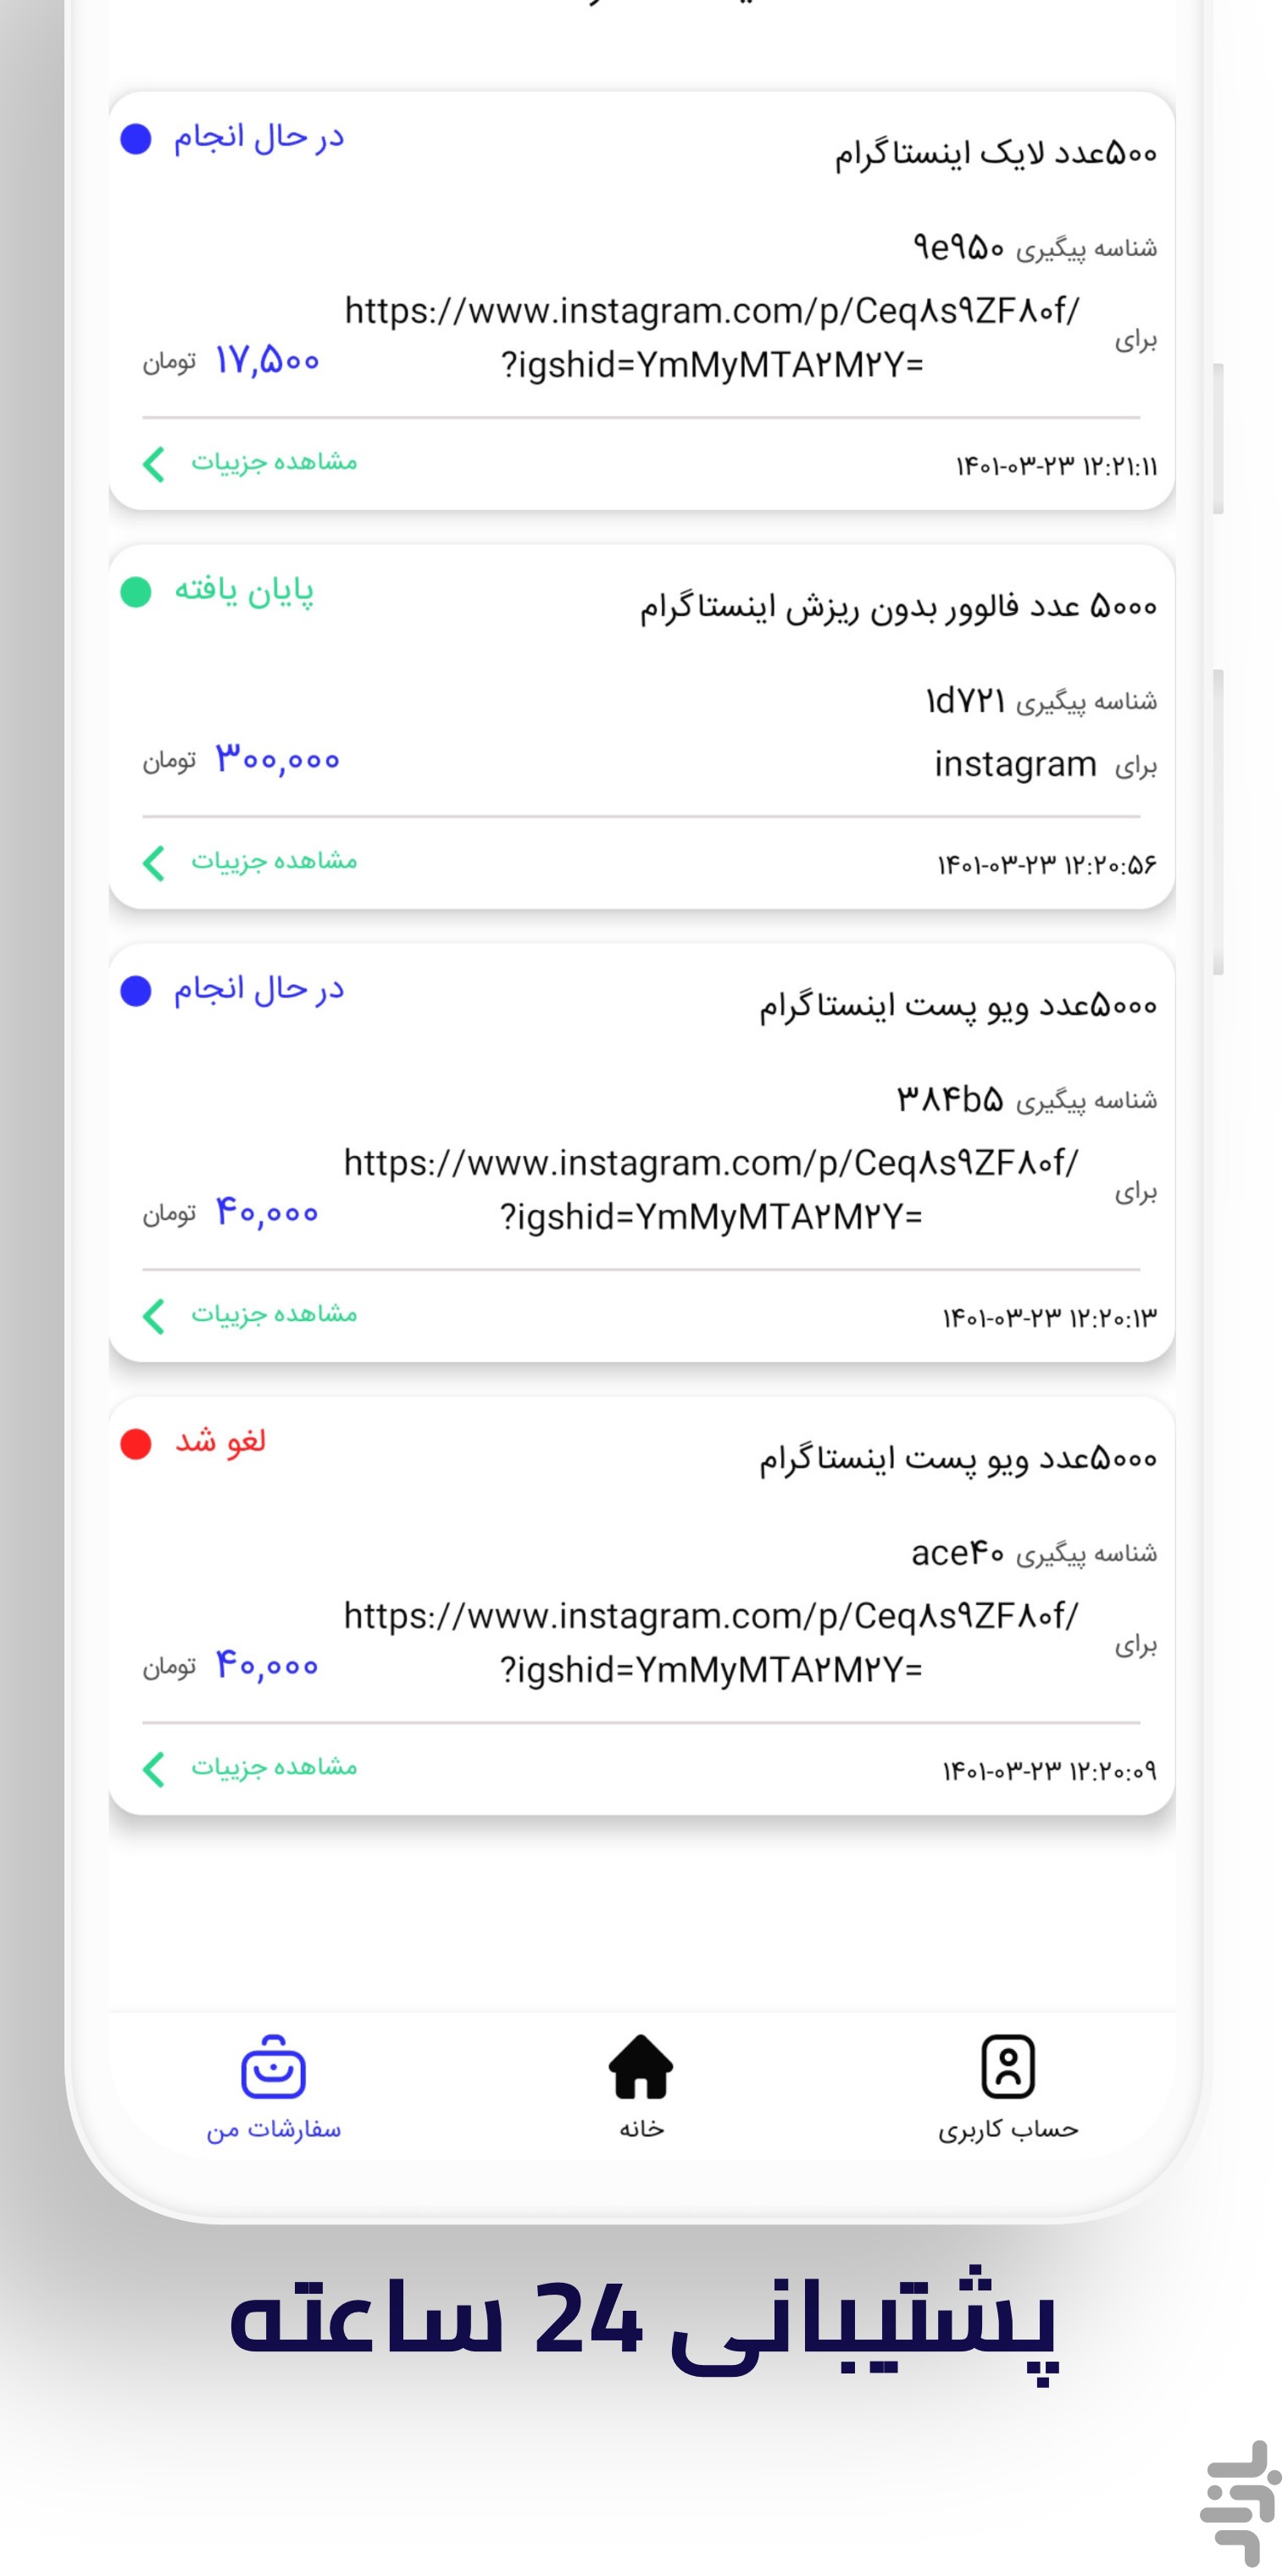 ۵۰۰عدد لایک اینستاگرام
در حال انجام
شناسه پیگیری ۹e۹۵۰
برای https://www.instagram.com/p/Ceq۸s۹ZF۸۰f/
?igshid=YmMyMTA۲M۲Y=
۱۷,۵۰۰ تومان
۱۴۰۱-۰۳-۲۳ ۱۲:۲۱:۱۱
مشاهده جزییات
۵۰۰۰ عدد فالوور بدون ریزش اینستاگرام
پایان یافته
شناسه پیگیری ۱d۷۲۱
برای instagram
۳۰۰,۰۰۰ تومان
۱۴۰۱-۰۳-۲۳ ۱۲:۲۰:۵۶
مشاهده جزییات
۵۰۰۰عدد ویو پست اینستاگرام
در حال انجام
شناسه پیگیری ۳۸۴b۵
برای https://www.instagram.com/p/Ceq۸s۹ZF۸۰f/
?igshid=YmMyMTA۲M۲Y=
۴۰,۰۰۰ تومان
۱۴۰۱-۰۳-۲۳ ۱۲:۲۰:۱۳
مشاهده جزییات
۵۰۰۰عدد ویو پست اینستاگرام
لغو شد
شناسه پیگیری ace۴۰
برای https://www.instagram.com/p/Ceq۸s۹ZF۸۰f/
?igshid=YmMyMTA۲M۲Y=
۴۰,۰۰۰ تومان
۱۴۰۱-۰۳-۲۳ ۱۲:۲۰:۰۹
مشاهده جزییات
حساب کاربری
خانه
سفارشات من
پشتیبانی 24 ساعته
بازار